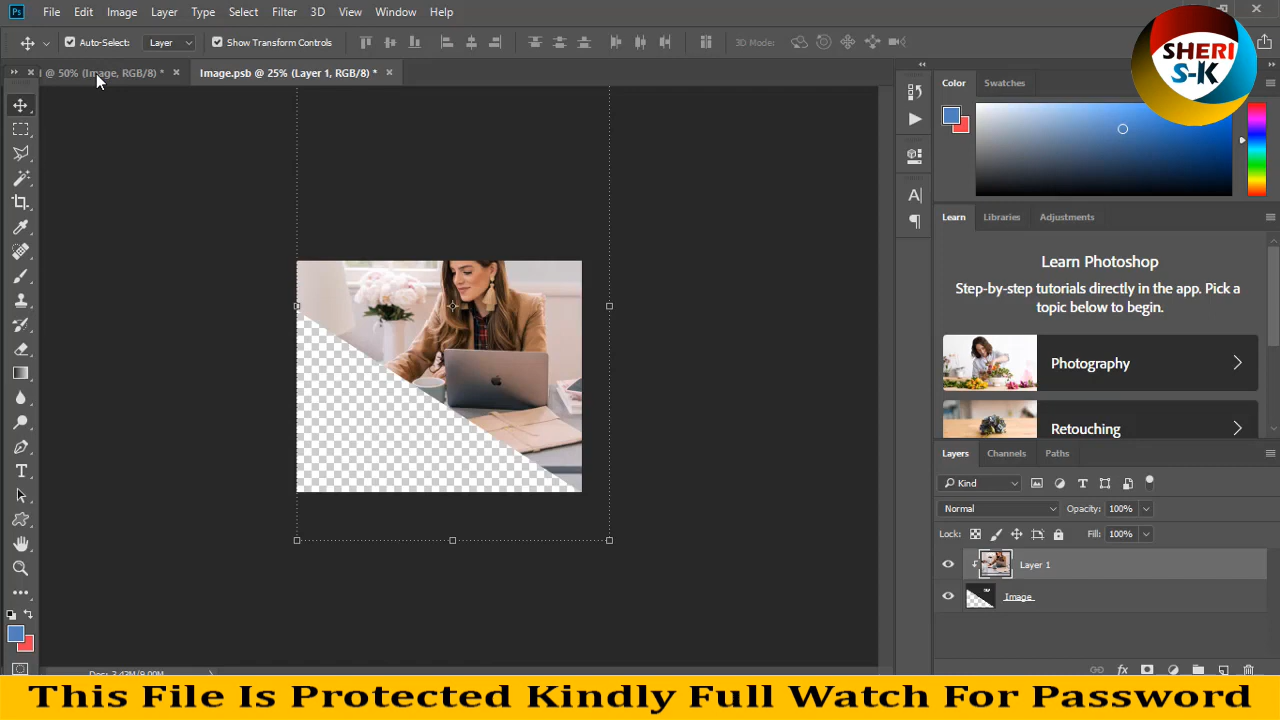 Ps File Edit Image Layer Type Select Filter 3D View Window Help
Auto-Select: Layer Show Transform Controls 3D Mode:
@ 50% (Image, RGB/8) * Image.psb @ 25% (Layer 1, RGB/8) *
SHERI
S-K
Color Swatches
Learn Libraries Adjustments
Learn Photoshop
Step-by-step tutorials directly in the app. Pick a
topic below to begin.
Photography
Retouching
Layers Channels Paths
Kind
Normal Opacity: 100%
Lock: Fill: 100%
Layer 1
Image
This File Is Protected Kindly Full Watch For Password